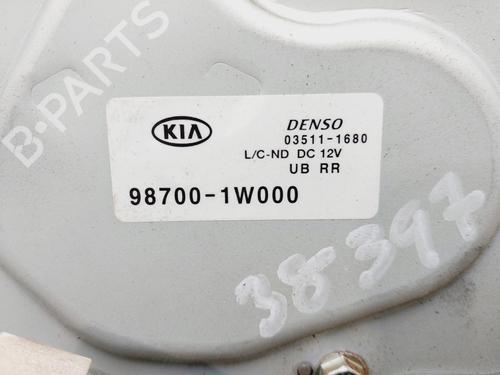 B-PARTS
KIA
DENSO
03511-1680
L/C-ND DC 12V
UB RR
98700-1W000
38397